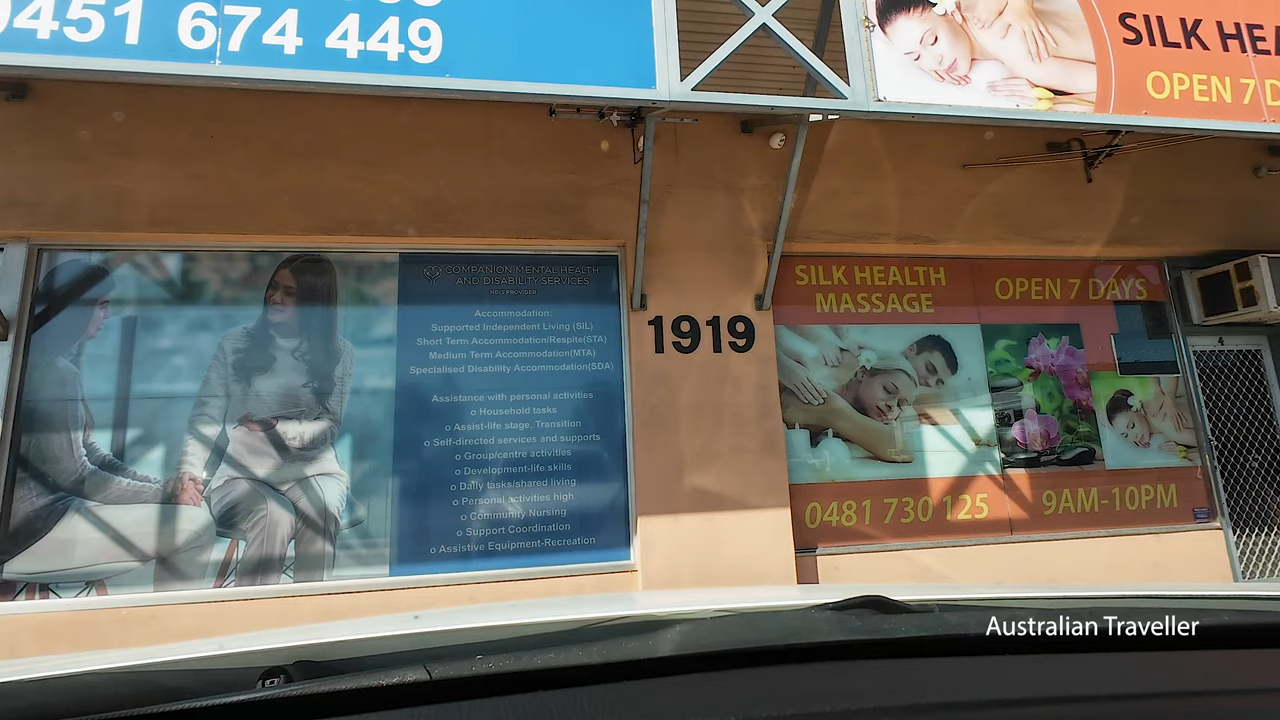 0451 674 449
SILK HEA
OPEN 7 D
COMPANION MENTAL HEALTH
AND DISABILITY SERVICES
NDIS PROVIDER
Accommodation:
Supported Independent Living (SIL)
Short Term Accommodation/Respite(STA)
Medium Term Accommodation(MTA)
Specialised Disability Accommodation(SDA)
Assistance with personal activities
o Household tasks
o Assist-life stage, Transition
o Self-directed services and supports
o Group/centre activities
o Development-life skills
o Daily tasks/shared living
o Personal activities high
o Community Nursing
o Support Coordination
o Assistive Equipment-Recreation
1919
SILK HEALTH
MASSAGE
OPEN 7 DAYS
0481 730 125
9AM-10PM
4
Australian Traveller